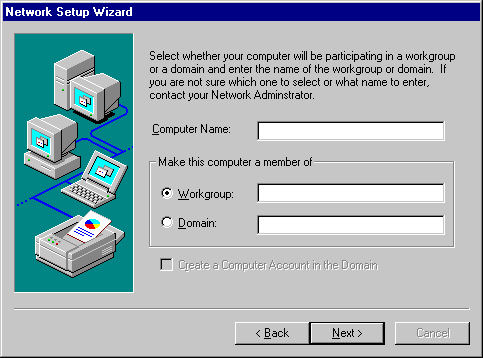 Network Setup Wizard
Select whether your computer will be participating in a workgroup
or a domain and enter the name of the workgroup or domain.  If
you are not sure which one to select or what name to enter,
contact your Network Adminstrator.
Computer Name:
Make this computer a member of
Workgroup:
Domain:
Create a Computer Account in the Domain
< Back
Next >
Cancel